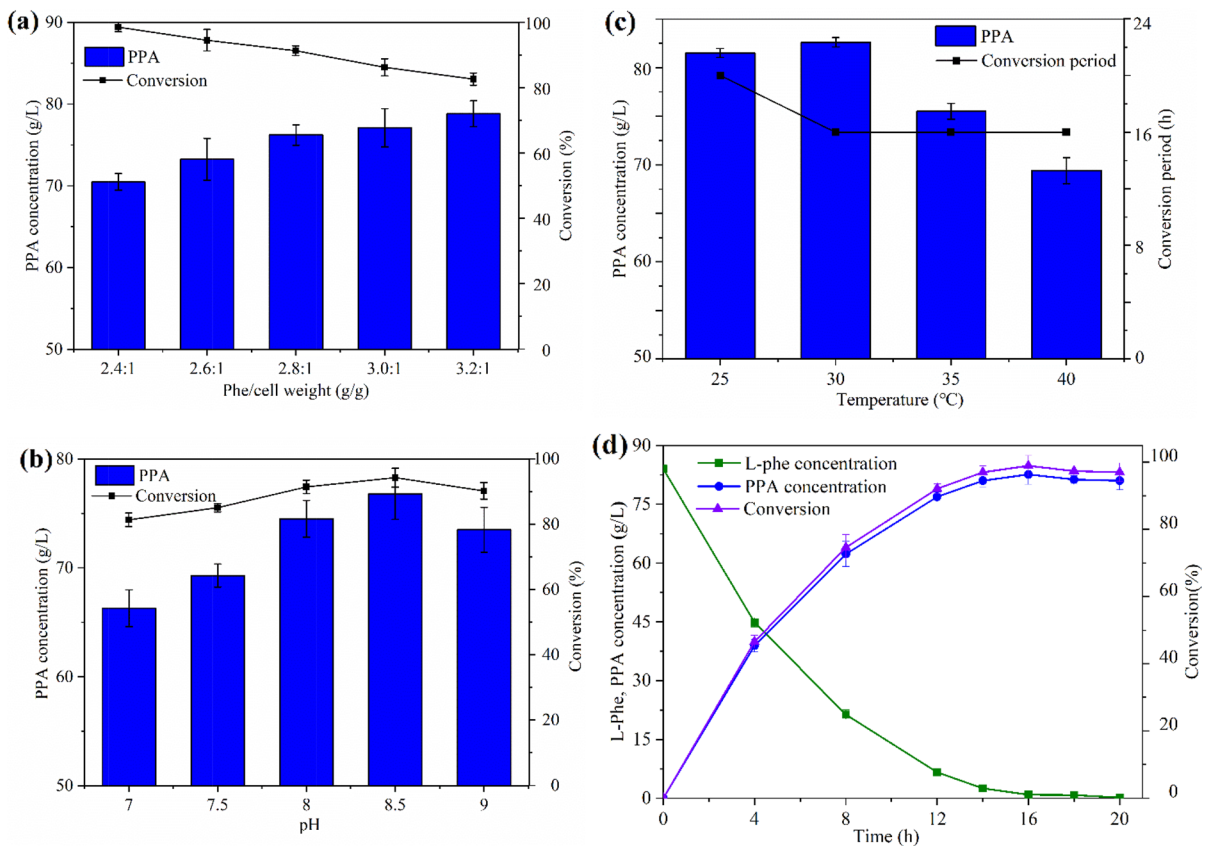 (a)
PPA
Conversion
PPA concentration (g/L)
90
80
70
60
50
100
80
60
40
20
0
Conversion (%)
2.4:1 2.6:1 2.8:1 3.0:1 3.2:1
Phe/cell weight (g/g)
(c)
PPA
Conversion period
PPA concentration (g/L)
80
70
60
50
24
20
16
12
8
4
0
Conversion period (h)
25 30 35 40
Temperature (℃)
(b)
PPA
Conversion
PPA concentration (g/L)
80
70
60
50
100
80
60
40
20
0
Conversion (%)
7 7.5 8 8.5 9
pH
(d)
L-phe concentration
PPA concentration
Conversion
L-Phe, PPA concentration (g/L)
90
75
60
45
30
15
0
100
80
60
40
20
0
Conversion(%)
0 4 8 12 16 20
Time (h)